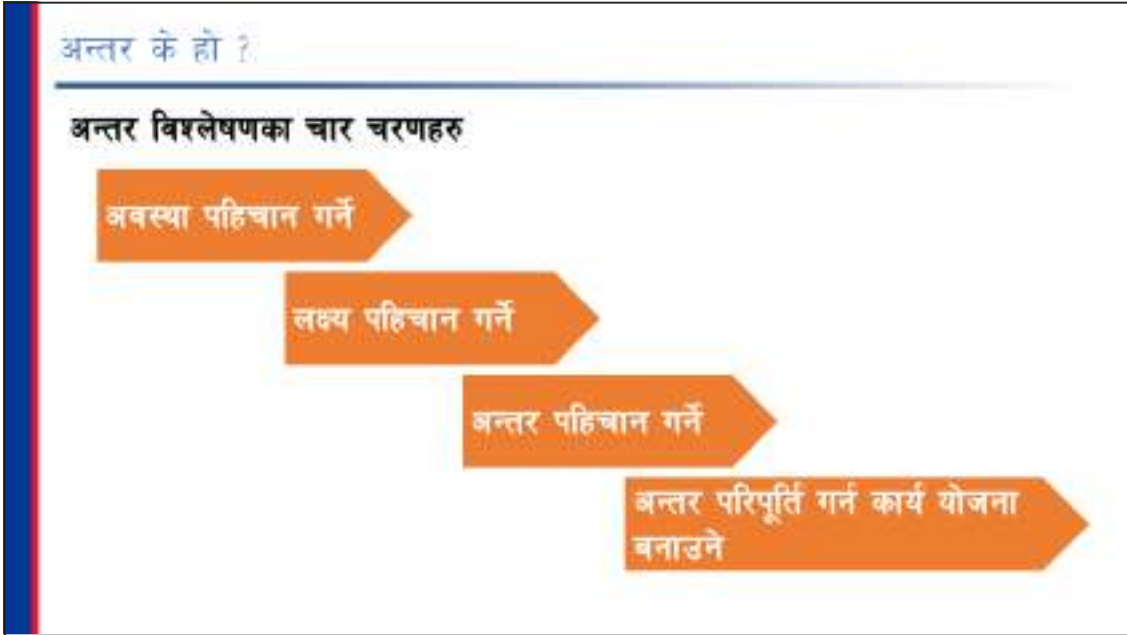 अन्तर के हो ?
अन्तर विश्लेषणका चार चरणहरु
अवस्था पहिचान गर्ने
लक्ष्य पहिचान गर्ने
अन्तर पहिचान गर्ने
अन्तर परिपूर्ति गर्न कार्य योजना
बनाउने